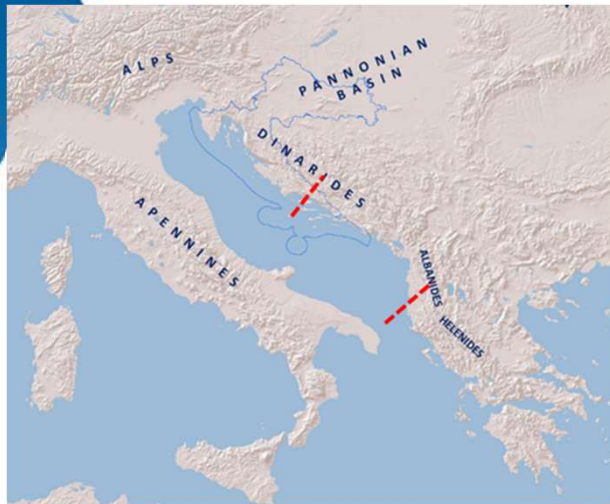 ALPS
PANNONIAN
BASIN
DINARIDES
APENNINES
ALBANIDES
HELENIDES